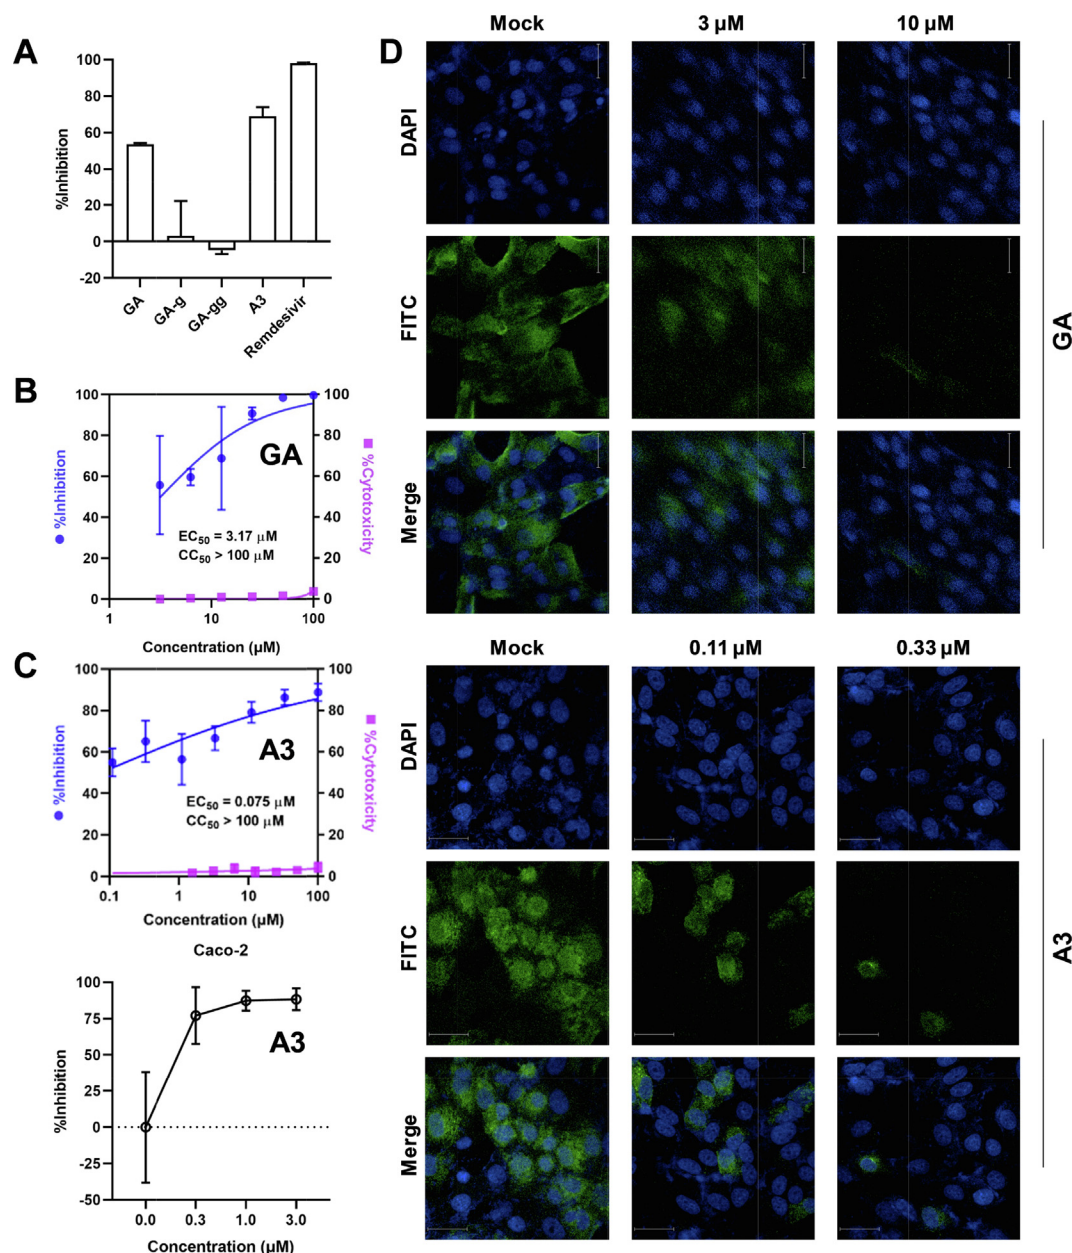 A
%Inhibition
100
80
60
40
20
0
-20
GA
GA-g
GA-gg
A3
Remdesivir
B
%Inhibition
100
80
60
40
20
0
GA
EC50 = 3.17 µM
CC50 > 100 µM
100
80
60
40
20
0
%Cytotoxicity
1
10
100
Concentration (µM)
C
%Inhibition
100
80
60
40
20
0
A3
EC50 = 0.075 µM
CC50 > 100 µM
100
80
60
40
20
0
%Cytotoxicity
0.1
1
10
100
Concentration (µM)
Caco-2
%Inhibition
100
75
50
25
0
-25
-50
A3
0.0
0.3
1.0
3.0
Concentration (µM)
D
Mock
3 µM
10 µM
DAPI
FITC
Merge
GA
Mock
0.11 µM
0.33 µM
DAPI
FITC
Merge
A3